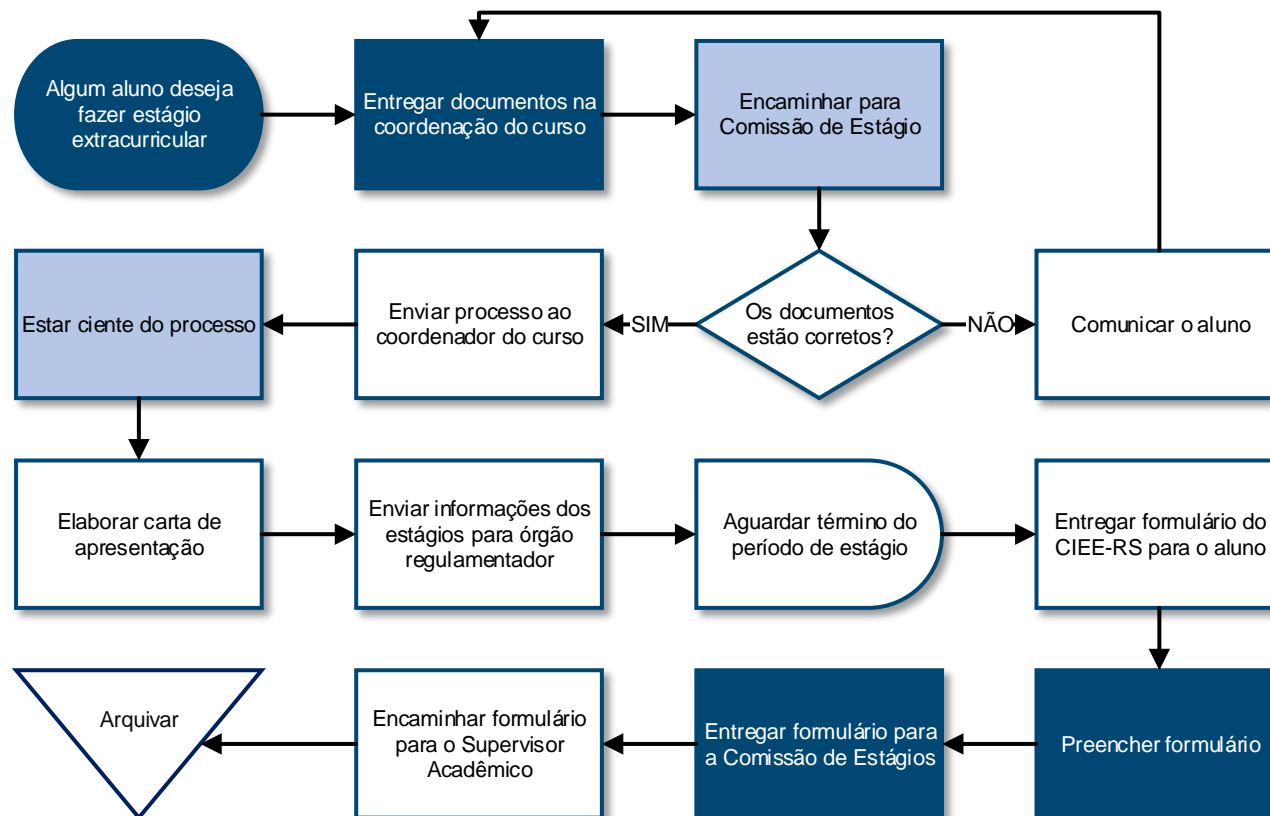 Algum aluno deseja
fazer estágio
extracurricular
Entregar documentos na
coordenação do curso
Encaminhar para
Comissão de Estágio
Estar ciente do processo
Enviar processo ao
coordenador do curso
SIM
Os documentos
estão corretos?
NÃO
Comunicar o aluno
Elaborar carta de
apresentação
Enviar informações dos
estágios para órgão
regulamentador
Aguardar término do
período de estágio
Entregar formulário do
CIEE-RS para o aluno
Arquivar
Encaminhar formulário
para o Supervisor
Acadêmico
Entregar formulário para
a Comissão de Estágios
Preencher formulário